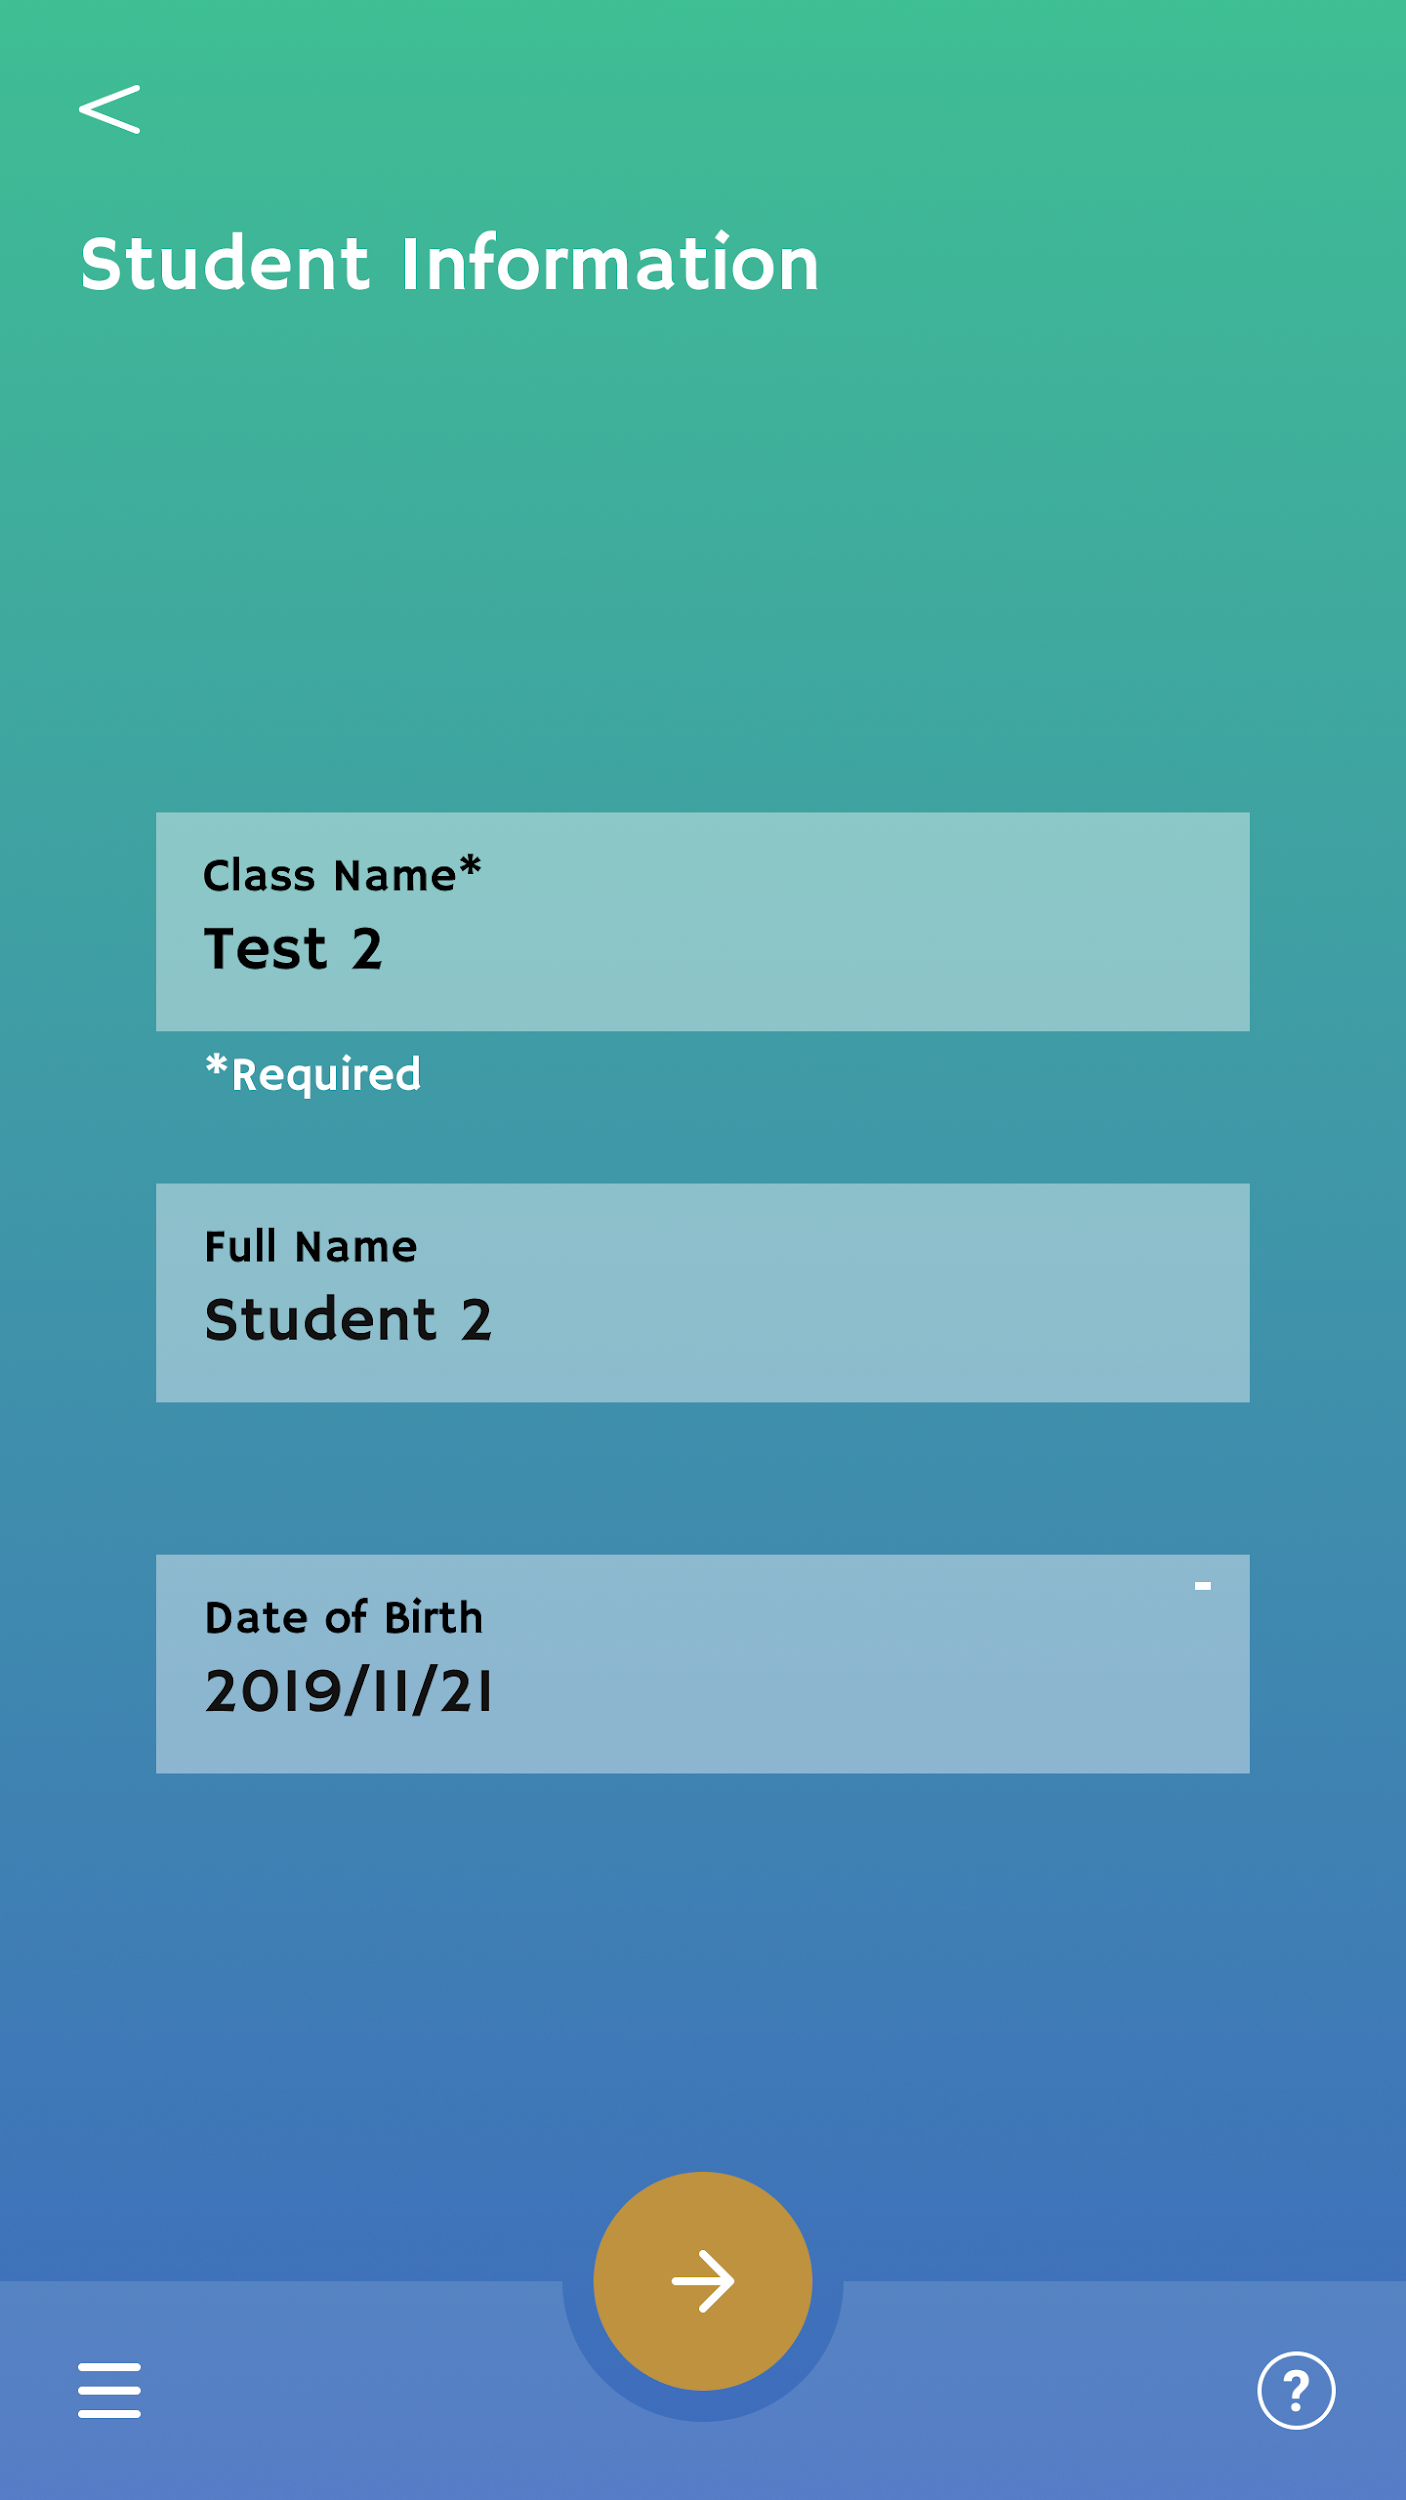 Student Information
Class Name*
Test 2
*Required
Full Name
Student 2
Date of Birth
2019/11/21
?